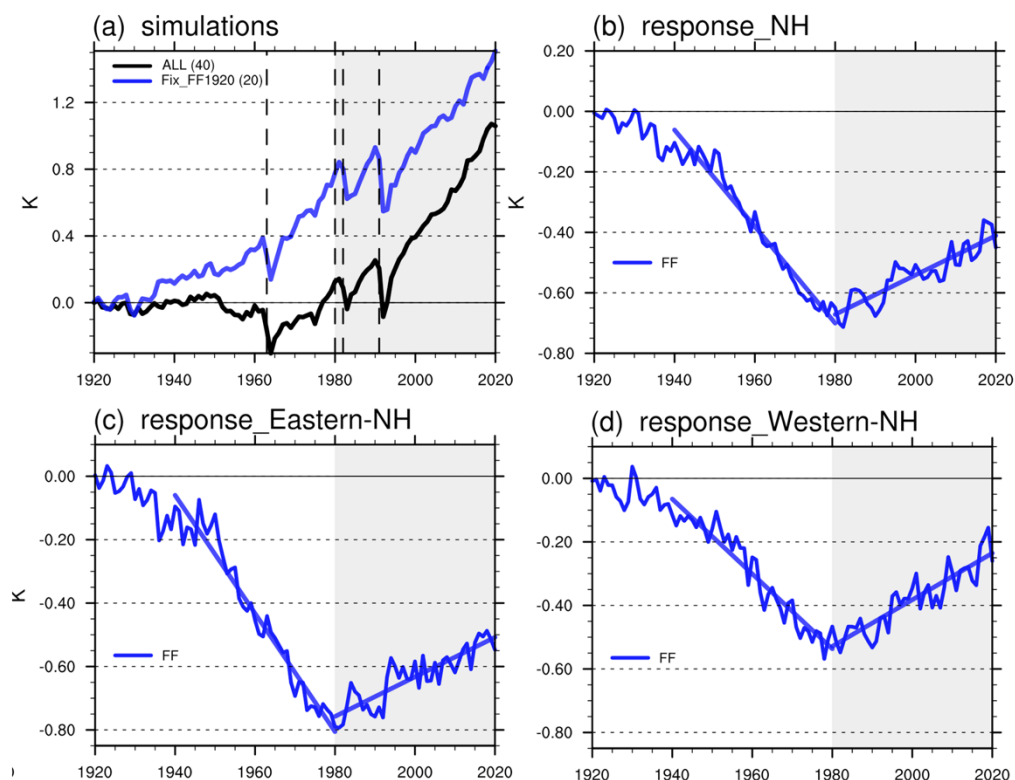 (a) simulations
ALL (40)
Fix_FF1920 (20)
K
1.2
0.8
0.4
0.0
1920 1940 1960 1980 2000 2020
(b) response_NH
K
0.20
0.00
-0.20
-0.40
-0.60
-0.80
FF
1920 1940 1960 1980 2000 2020
(c) response_Eastern-NH
K
0.00
-0.20
-0.40
-0.60
-0.80
FF
1920 1940 1960 1980 2000 2020
(d) response_Western-NH
0.00
-0.20
-0.40
-0.60
-0.80
FF
1920 1940 1960 1980 2000 2020